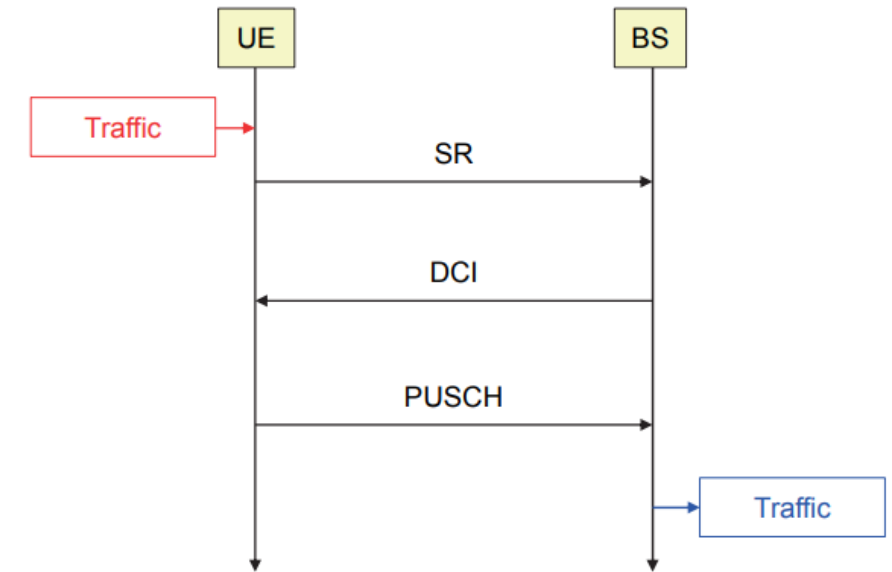 UE
BS
Traffic
SR
DCI
PUSCH
Traffic